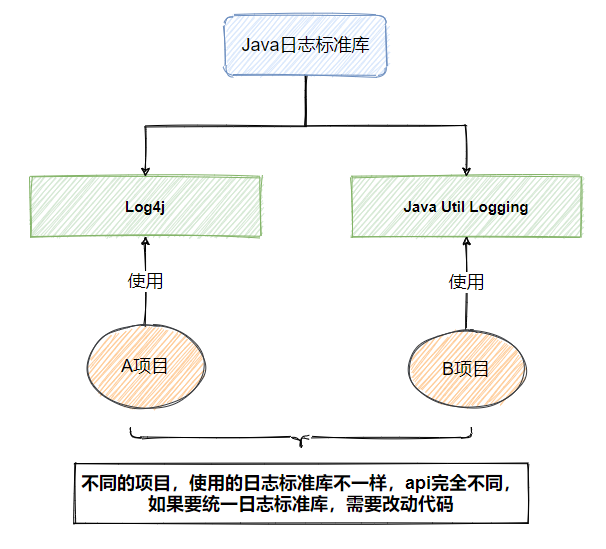 Java日志标准库
Log4j
Java Util Logging
使用
使用
A项目
B项目
不同的项目，使用的日志标准库不一样，api完全不同，
如果要统一日志标准库，需要改动代码